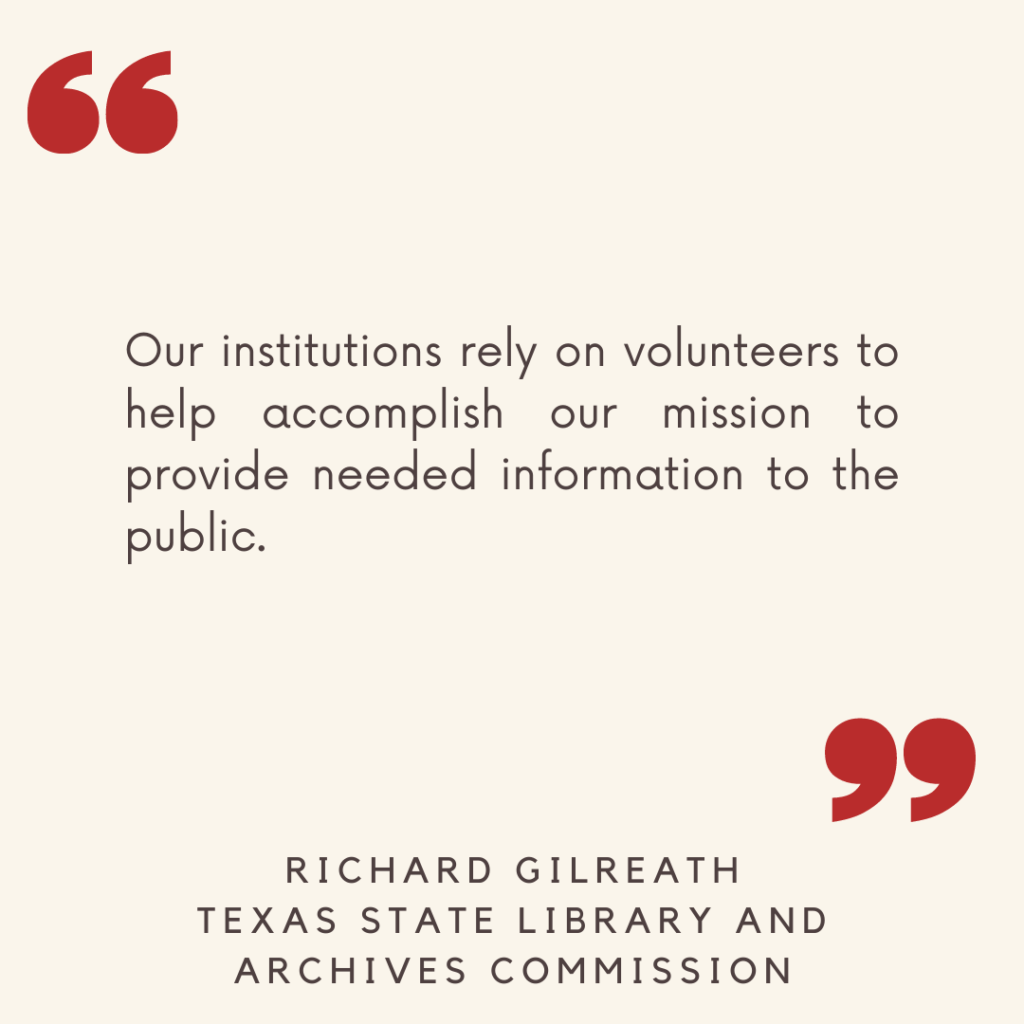 “
Our institutions rely on volunteers to
help accomplish our mission to
provide needed information to the
public.
”
RICHARD GILREATH
TEXAS STATE LIBRARY AND
ARCHIVES COMMISSION